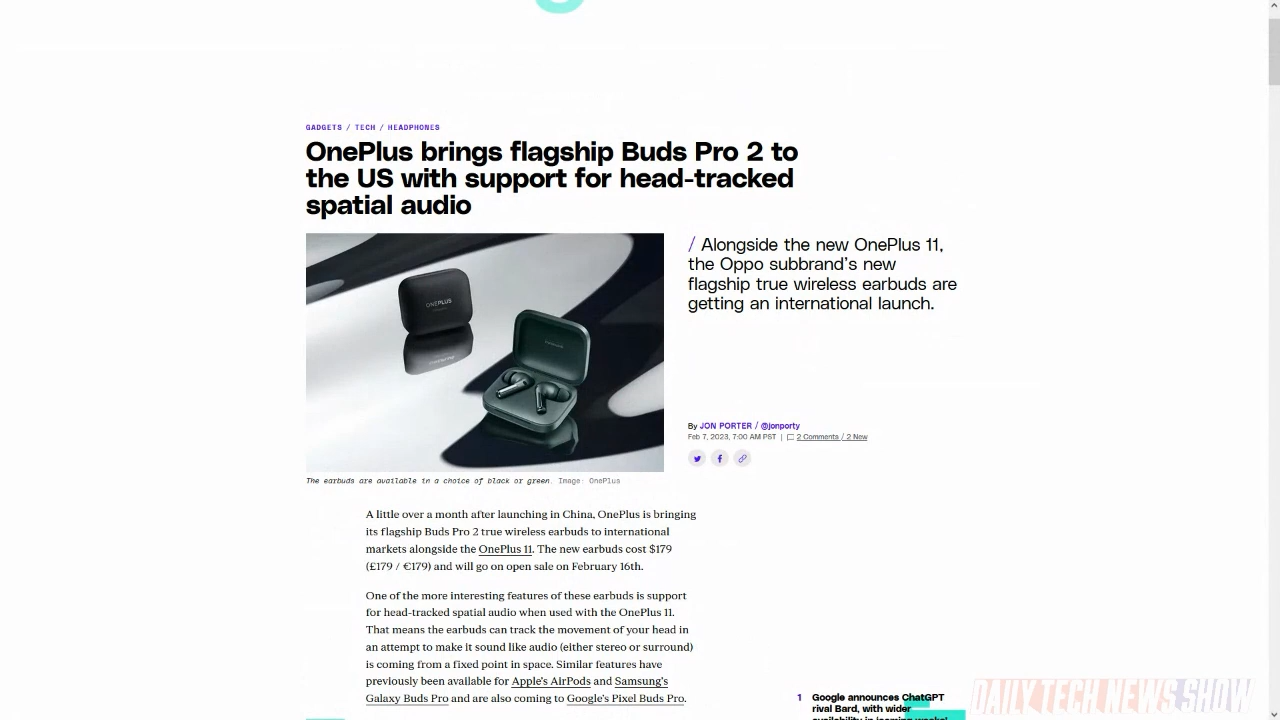 GADGETS / TECH / HEADPHONES
OnePlus brings flagship Buds Pro 2 to
the US with support for head-tracked
spatial audio
/ Alongside the new OnePlus 11,
the Oppo subbrand's new
flagship true wireless earbuds are
getting an international launch.
ONEPLUS
By JON PORTER / @jonporty
Feb 7, 2023, 7:00 AM PST | 2 Comments / 2 New
The earbuds are available in a choice of black or green. Image: OnePlus
A little over a month after launching in China, OnePlus is bringing
its flagship Buds Pro 2 true wireless earbuds to international
markets alongside the OnePlus 11. The new earbuds cost $179
(£179 / €179) and will go on open sale on February 16th.
One of the more interesting features of these earbuds is support
for head-tracked spatial audio when used with the OnePlus 11.
That means the earbuds can track the movement of your head in
an attempt to make it sound like audio (either stereo or surround)
is coming from a fixed point in space. Similar features have
previously been available for Apple's AirPods and Samsung's
Galaxy Buds Pro and are also coming to Google's Pixel Buds Pro.
1 Google announces ChatGPT
rival Bard, with wider
DAILY TECH NEWS SHOW